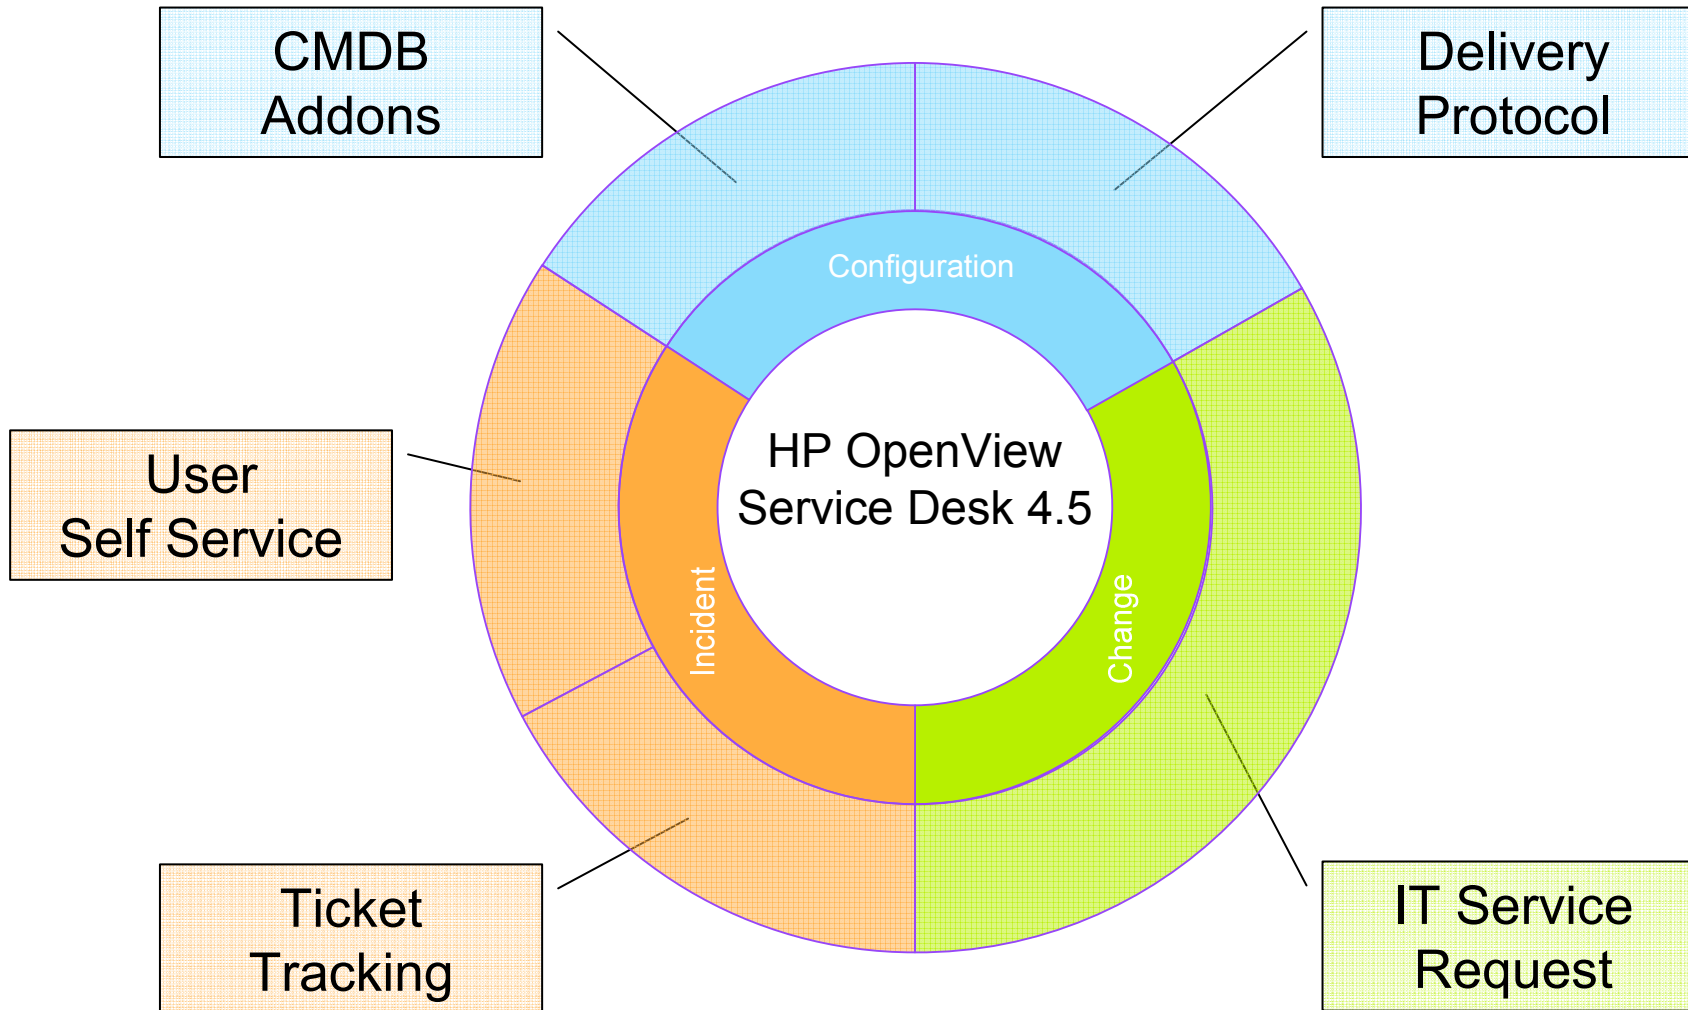 CMDB
Addons
Delivery
Protocol
Configuration
HP OpenView
Service Desk 4.5
User
Self Service
Incident
Change
Ticket
Tracking
IT Service
Request